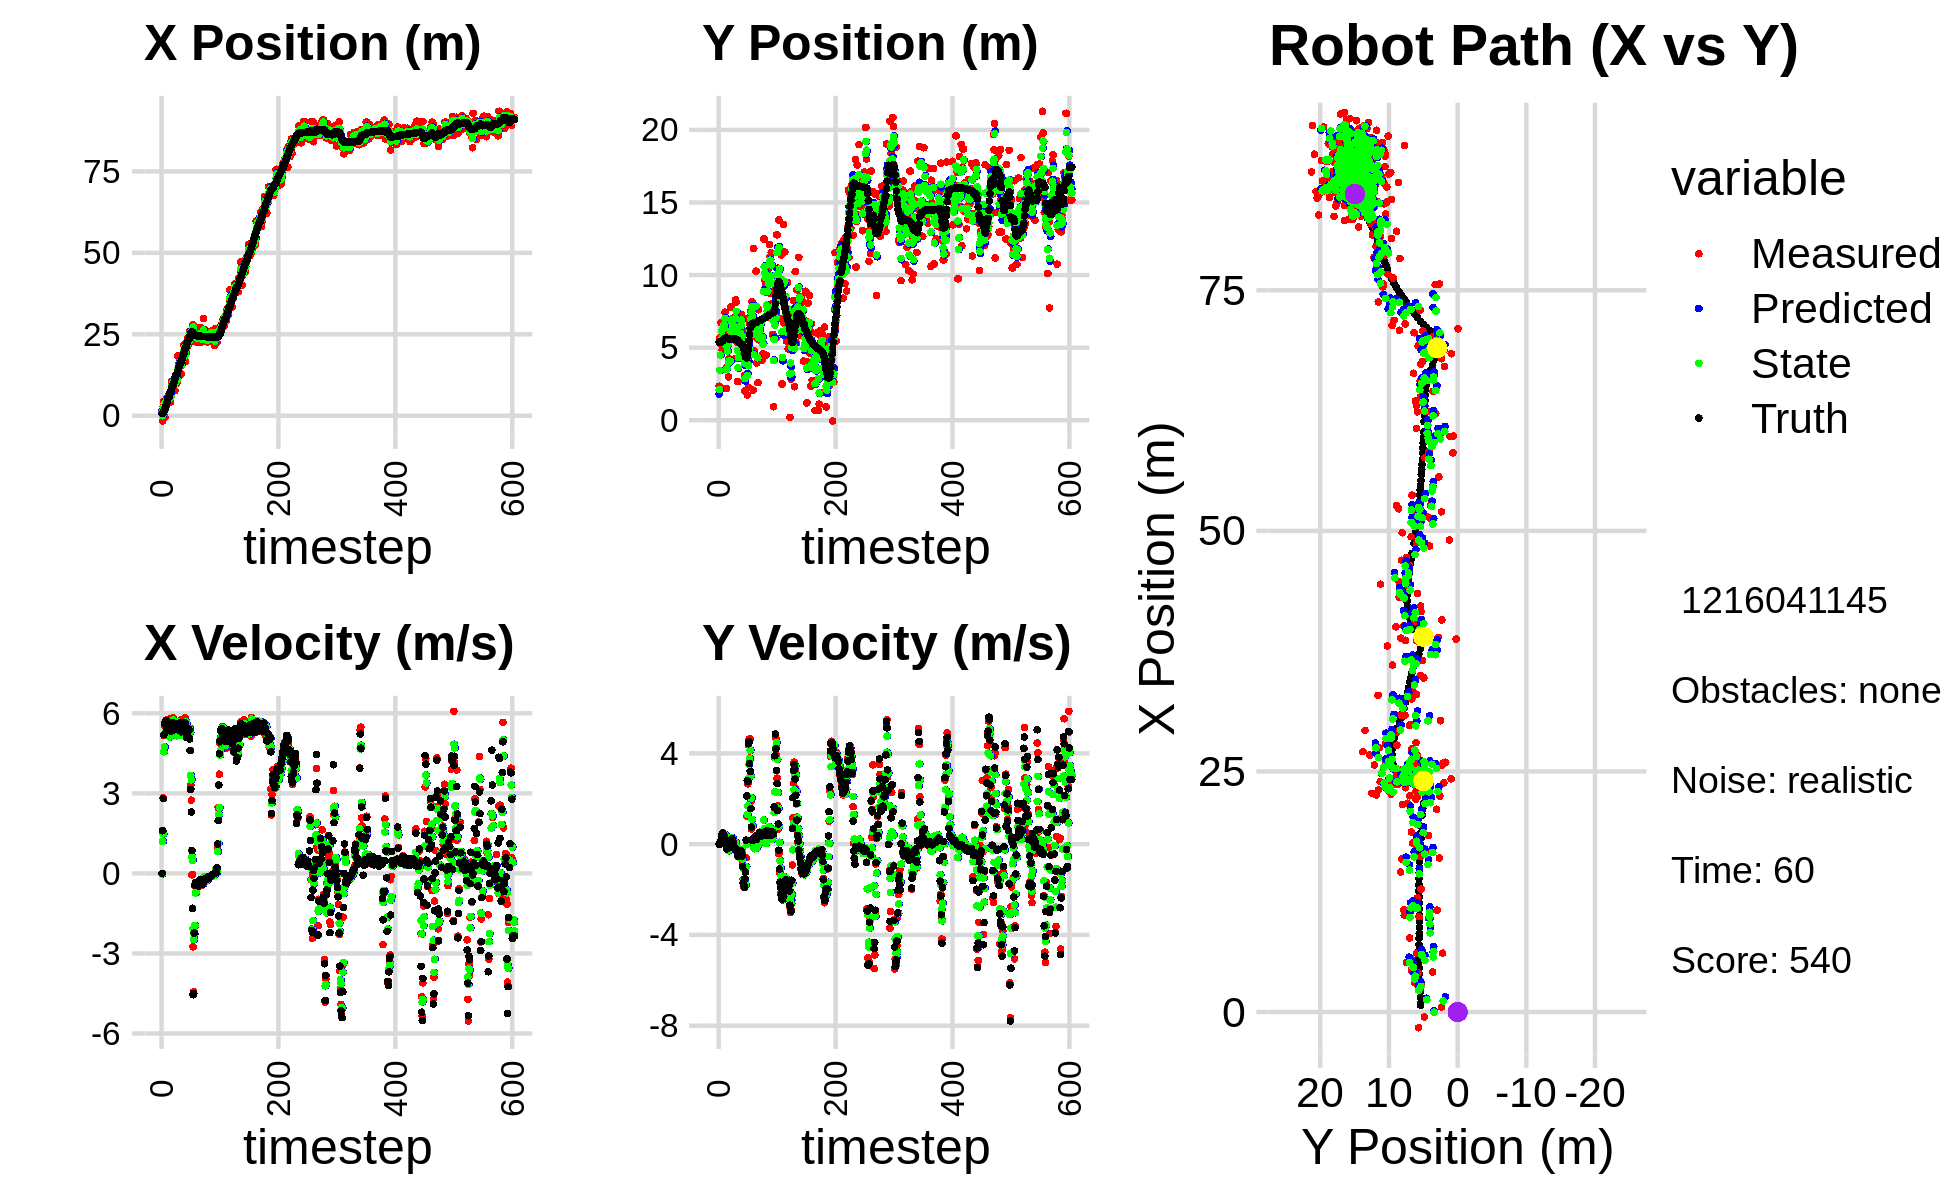 X Position (m)
75
50
25
0
0
200
400
600
timestep
Y Position (m)
20
15
10
5
0
0
200
400
600
timestep
X Velocity (m/s)
6
3
0
-3
-6
0
200
400
600
timestep
Y Velocity (m/s)
4
0
-4
-8
0
200
400
600
timestep
Robot Path (X vs Y)
X Position (m)
75
50
25
0
20 10 0 -10 -20
Y Position (m)
variable
Measured
Predicted
State
Truth
1216041145
Obstacles: none
Noise: realistic
Time: 60
Score: 540